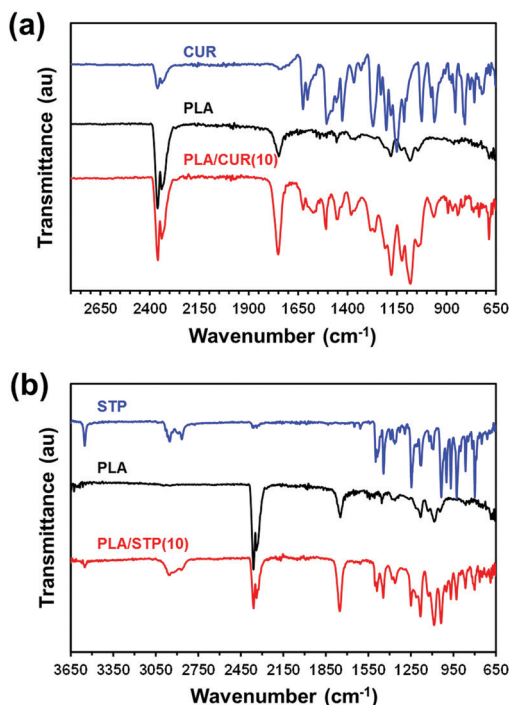 (a)
CUR
PLA
PLA/CUR(10)
Transmittance (au)
2650 2400 2150 1900 1650 1400 1150 900 650
Wavenumber (cm-1)
(b)
STP
PLA
PLA/STP(10)
Transmittance (au)
3650 3350 3050 2750 2450 2150 1850 1550 1250 950 650
Wavenumber (cm-1)